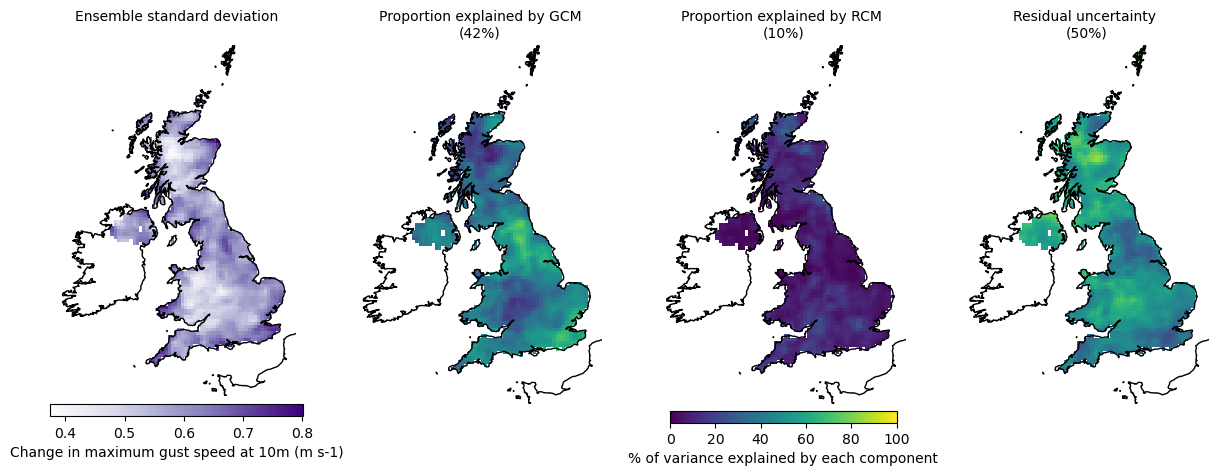 Ensemble standard deviation
Proportion explained by GCM
(42%)
Proportion explained by RCM
(10%)
Residual uncertainty
(50%)
0.4 0.5 0.6 0.7 0.8
Change in maximum gust speed at 10m (m s-1)
0 20 40 60 80 100
% of variance explained by each component